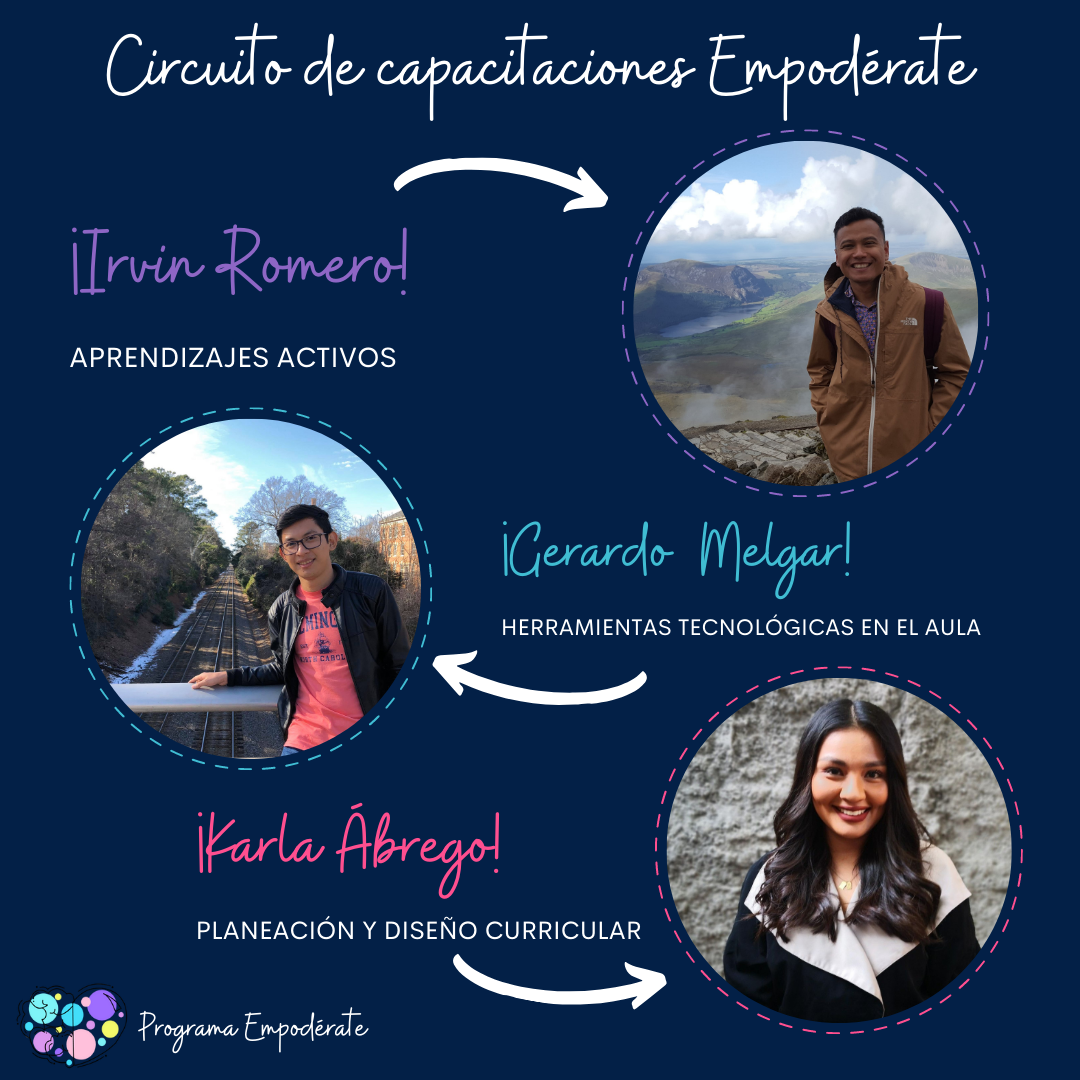 Circuito de capacitaciones Empodérate
¡Irvin Romero!
APRENDIZAJES ACTIVOS
¡Gerardo Melgar!
HERRAMIENTAS TECNOLÓGICAS EN EL AULA
¡Karla Ábrego!
PLANEACIÓN Y DISEÑO CURRICULAR
Programa Empodérate